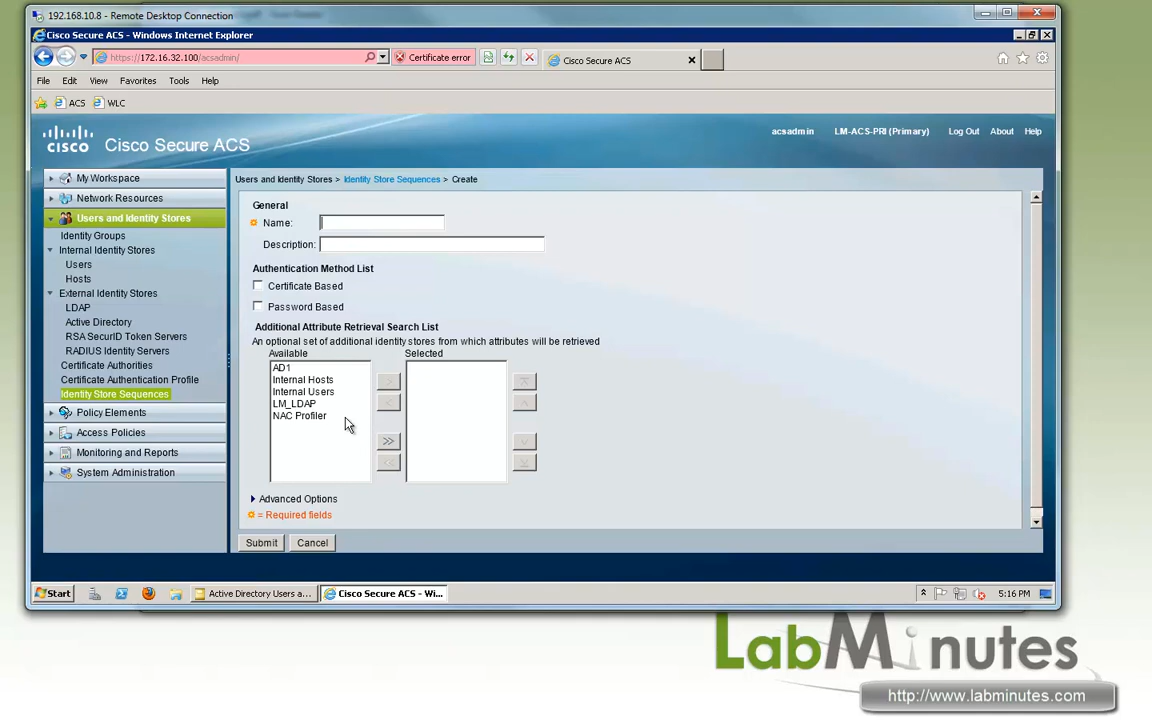 192.168.10.8 - Remote Desktop Connection
Cisco Secure ACS - Windows Internet Explorer
https://172.16.32.100/acsadmin/
Certificate error
Cisco Secure ACS
File Edit View Favorites Tools Help
ACS WLC
CISCO Cisco Secure ACS
acsadmin LM-ACS-PRI (Primary) Log Out About Help
My Workspace
Network Resources
Users and Identity Stores
Identity Groups
Internal Identity Stores
Users
Hosts
External Identity Stores
LDAP
Active Directory
RSA SecurID Token Servers
RADIUS Identity Servers
Certificate Authorities
Certificate Authentication Profile
Identity Store Sequences
Policy Elements
Access Policies
Monitoring and Reports
System Administration
Users and Identity Stores > Identity Store Sequences > Create
General
Name:
Description:
Authentication Method List
Certificate Based
Password Based
Additional Attribute Retrieval Search List
An optional set of additional identity stores from which attributes will be retrieved
Available Selected
AD1
Internal Hosts
Internal Users
LM_LDAP
NAC Profiler
Advanced Options
= Required fields
Submit Cancel
Start
Active Directory Users a...
Cisco Secure ACS - Wi...
5:16 PM
LabMinutes
http://www.labminutes.com